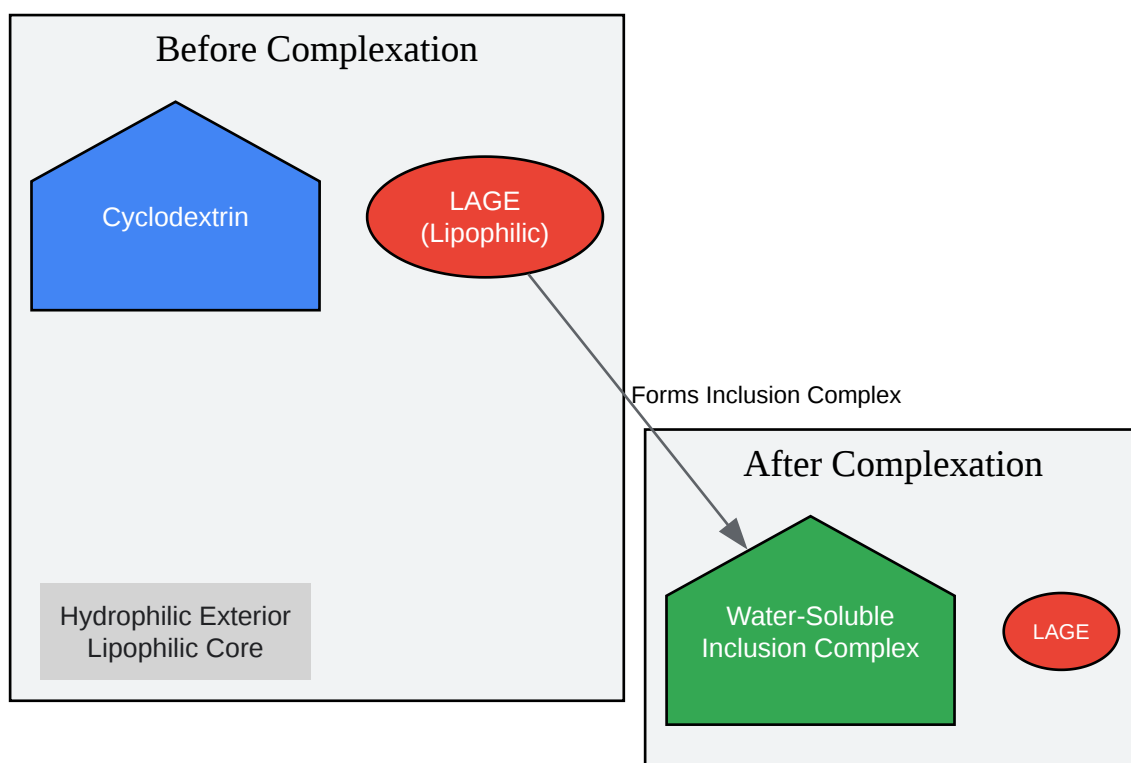 Before Complexation
Cyclodextrin
LAGE
(Lipophilic)
Forms Inclusion Complex
After Complexation
Water-Soluble
Inclusion Complex
LAGE
Hydrophilic Exterior
Lipophilic Core